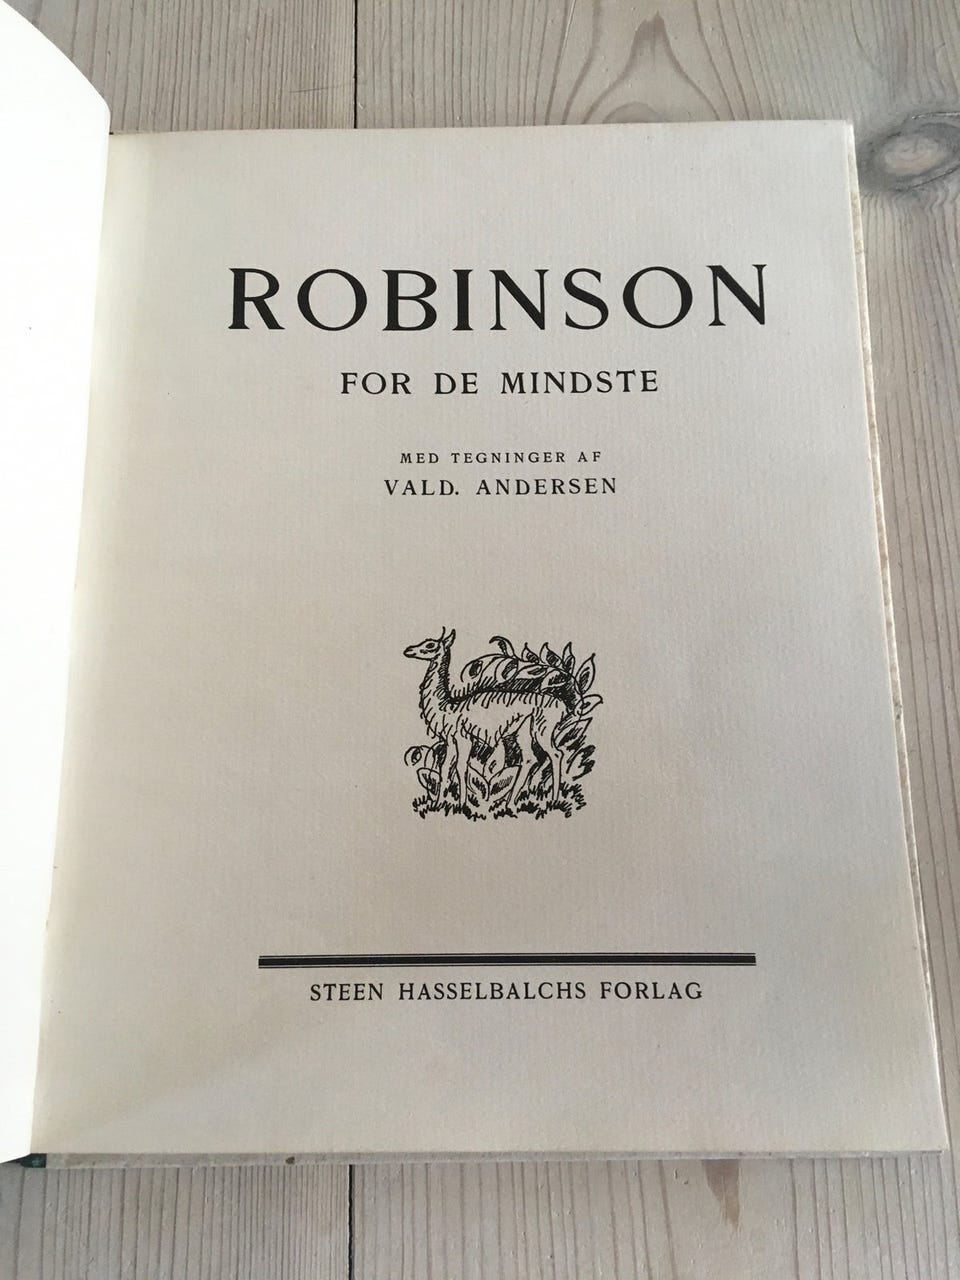 ROBINSON
FOR DE MINDSTE
MED TEGNINGER AF
VALD. ANDERSEN
STEEN HASSELBALCHS FORLAG